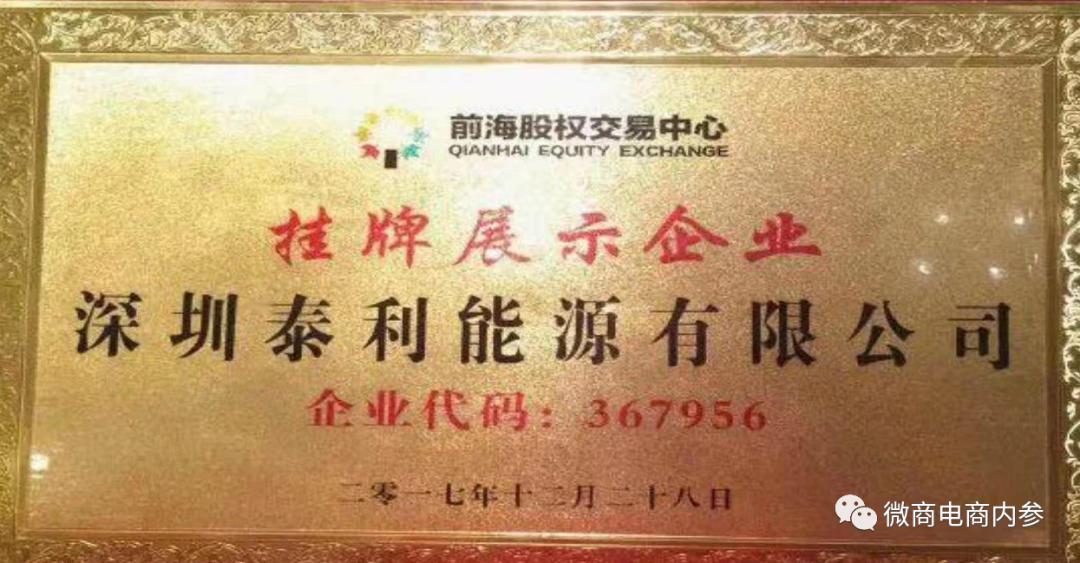 前海股权交易中心
QIANHAI EQUITY EXCHANGE
挂牌展示企业
深圳泰利能源有限公司
企业代码：367956
二零一七年十二月二十八日
微商电商内参